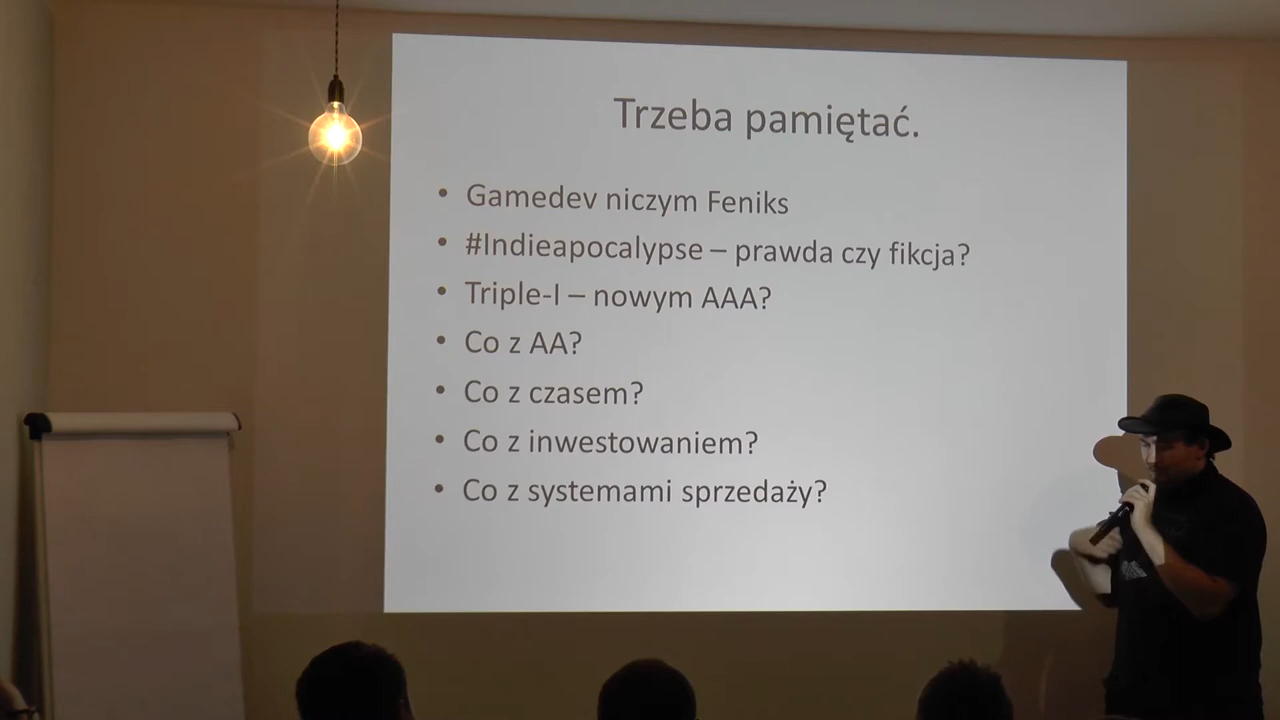 Trzeba pamiętać.
• Gamedev niczym Feniks
• #Indieapocalypse – prawda czy fikcja?
• Triple-I – nowym AAA?
• Co z AA?
• Co z czasem?
• Co z inwestowaniem?
• Co z systemami sprzedaży?